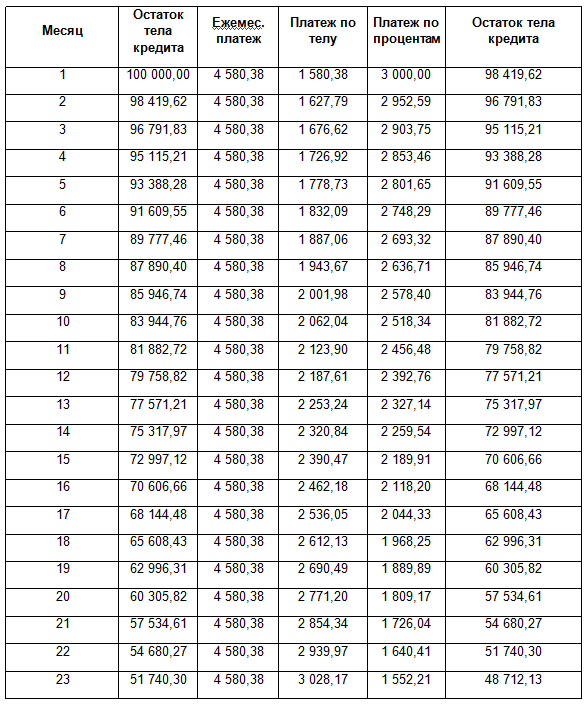 Месяц Остаток тела кредита Ежемес. платеж Платеж по телу Платеж по процентам Остаток тела кредита
1 100 000,00 4 580,38 1 580,38 3 000,00 98 419,62
2 98 419,62 4 580,38 1 627,79 2 952,59 96 791,83
3 96 791,83 4 580,38 1 676,62 2 903,75 95 115,21
4 95 115,21 4 580,38 1 726,92 2 853,46 93 388,28
5 93 388,28 4 580,38 1 778,73 2 801,65 91 609,55
6 91 609,55 4 580,38 1 832,09 2 748,29 89 777,46
7 89 777,46 4 580,38 1 887,06 2 693,32 87 890,40
8 87 890,40 4 580,38 1 943,67 2 636,71 85 946,74
9 85 946,74 4 580,38 2 001,98 2 578,40 83 944,76
10 83 944,76 4 580,38 2 062,04 2 518,34 81 882,72
11 81 882,72 4 580,38 2 123,90 2 456,48 79 758,82
12 79 758,82 4 580,38 2 187,61 2 392,76 77 571,21
13 77 571,21 4 580,38 2 253,24 2 327,14 75 317,97
14 75 317,97 4 580,38 2 320,84 2 259,54 72 997,12
15 72 997,12 4 580,38 2 390,47 2 189,91 70 606,66
16 70 606,66 4 580,38 2 462,18 2 118,20 68 144,48
17 68 144,48 4 580,38 2 536,05 2 044,33 65 608,43
18 65 608,43 4 580,38 2 612,13 1 968,25 62 996,31
19 62 996,31 4 580,38 2 690,49 1 889,89 60 305,82
20 60 305,82 4 580,38 2 771,20 1 809,17 57 534,61
21 57 534,61 4 580,38 2 854,34 1 726,04 54 680,27
22 54 680,27 4 580,38 2 939,97 1 640,41 51 740,30
23 51 740,30 4 580,38 3 028,17 1 552,21 48 712,13